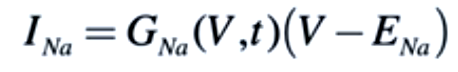 I_Na = G_Na(V,t)(V − E_Na)